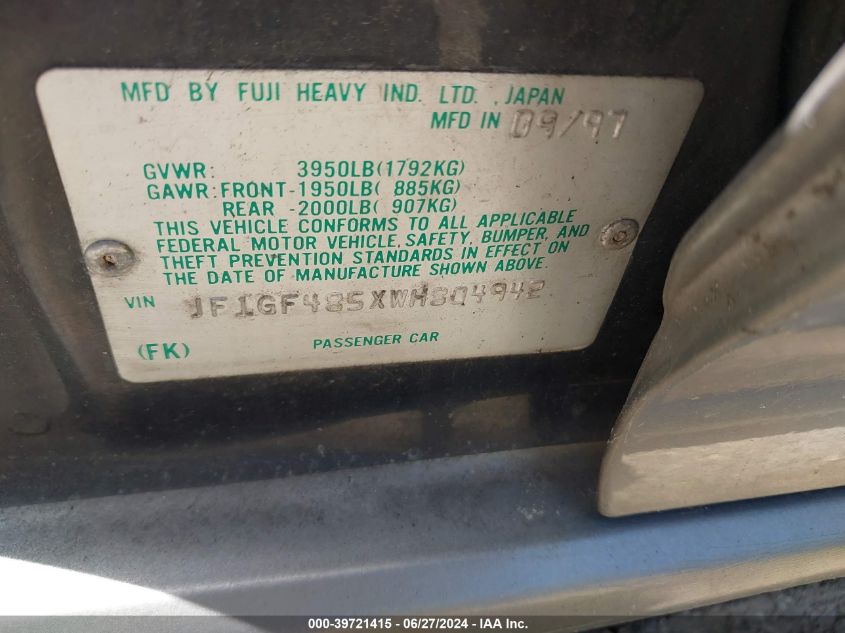 MFD BY FUJI HEAVY IND. LTD., JAPAN
MFD IN 09/97
GVWR: 3950LB(1792KG)
GAWR:FRONT-1950LB( 885KG)
REAR -2000LB( 907KG)
THIS VEHICLE CONFORMS TO ALL APPLICABLE
FEDERAL MOTOR VEHICLE SAFETY, BUMPER, AND
THEFT PREVENTION STANDARDS IN EFFECT ON
THE DATE OF MANUFACTURE SHOWN ABOVE.
VIN JF1GF485XWH804942
(FK) PASSENGER CAR
000-39721415 - 06/27/2024 - IAA Inc.